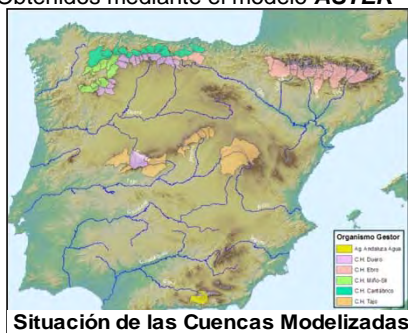 Obtenidos mediante el modelo ASTER
Tajo
Organismo Gestor
Ag. Andaluza Agua
C.H. Duero
C.H. Ebro
C.H. Miño-Sil
C.H. Cantábrico
C.H. Tajo
Situación de las Cuencas Modelizadas